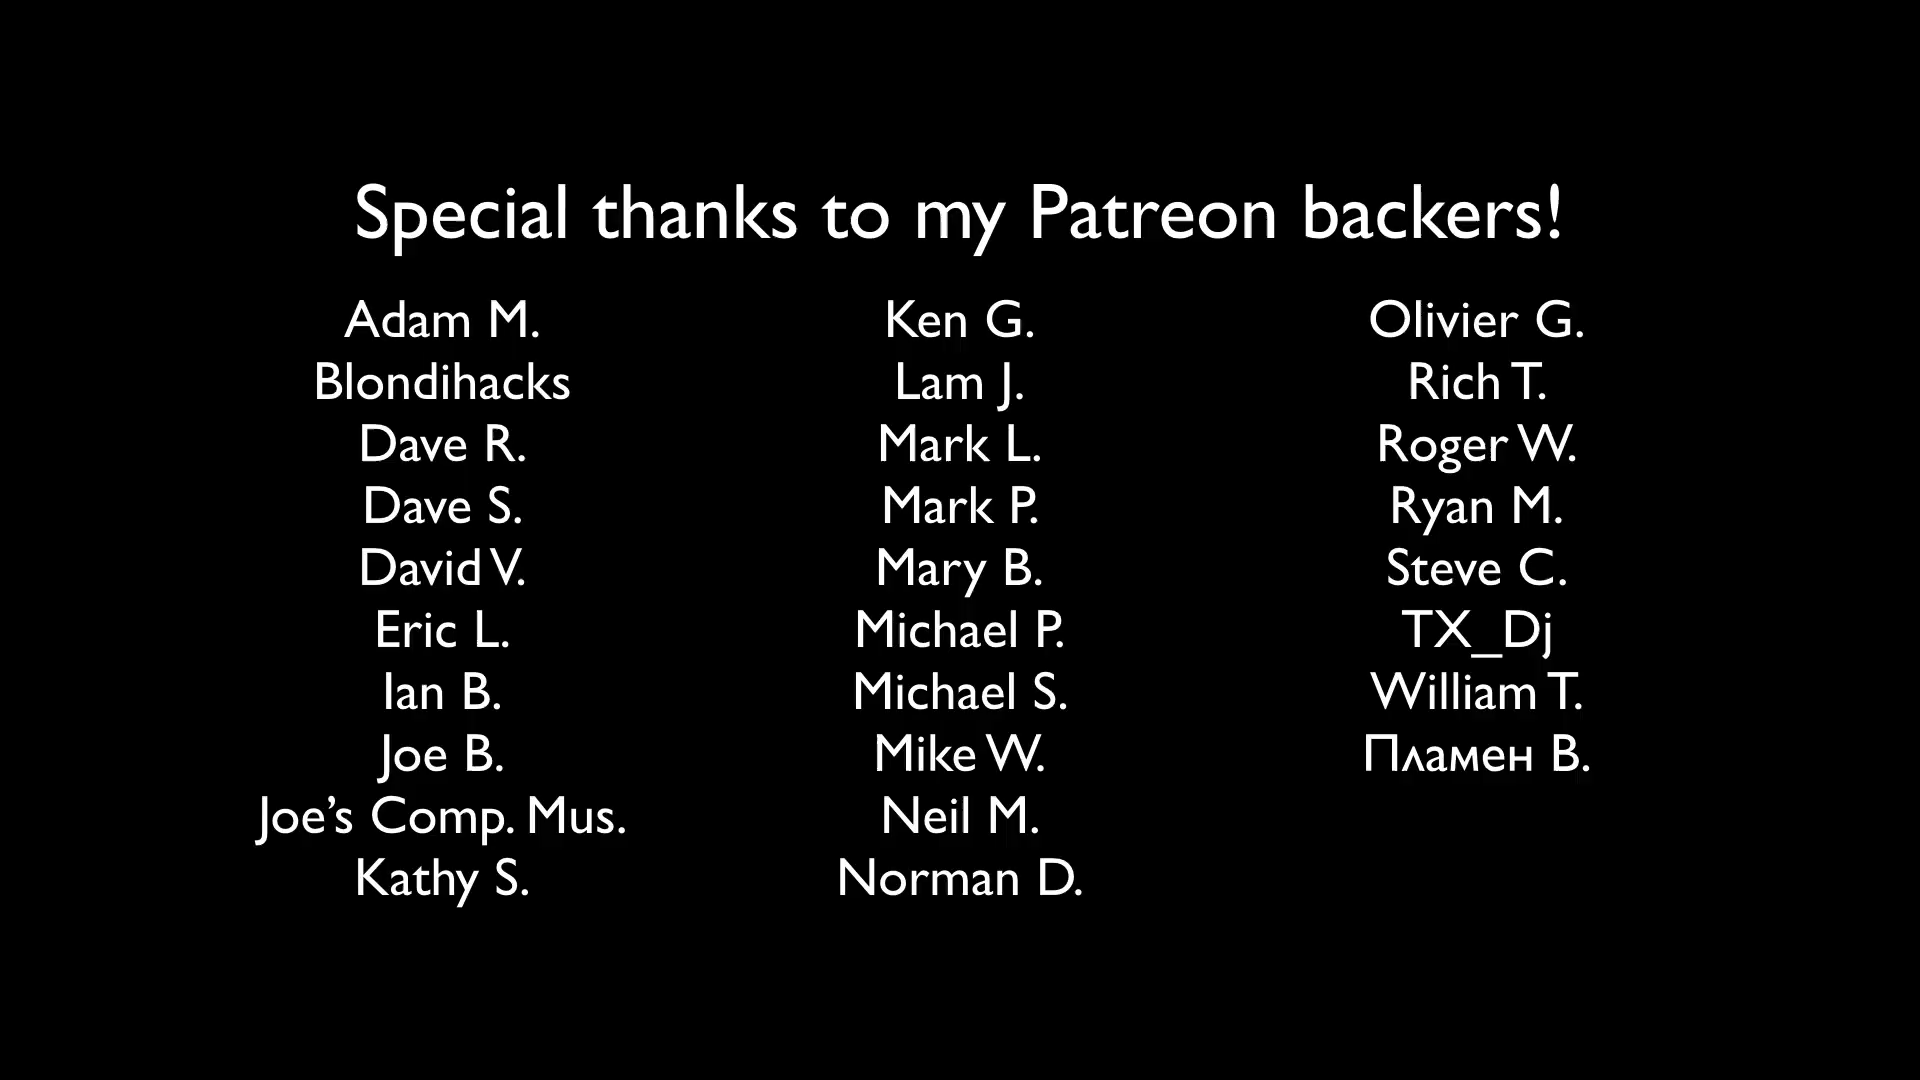 Special thanks to my Patreon backers!
Adam M.
Blondihacks
Dave R.
Dave S.
David V.
Eric L.
Ian B.
Joe B.
Joe’s Comp. Mus.
Kathy S.
Ken G.
Lam J.
Mark L.
Mark P.
Mary B.
Michael P.
Michael S.
Mike W.
Neil M.
Norman D.
Olivier G.
Rich T.
Roger W.
Ryan M.
Steve C.
TX_Dj
William T.
Пламен В.